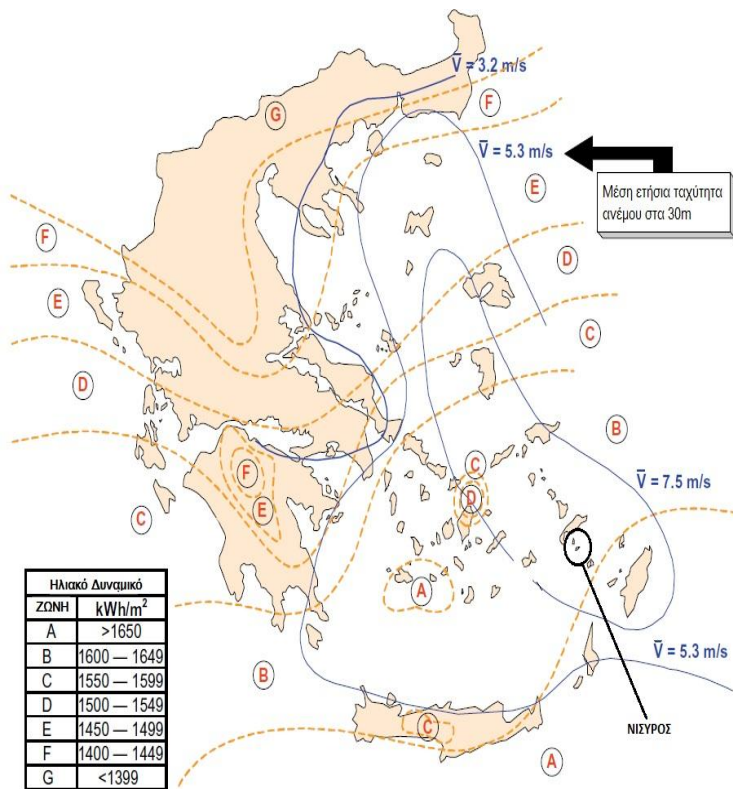 V̅ = 3.2 m/s
G
F
V̅ = 5.3 m/s
Μέση ετήσια ταχύτητα
ανέμου στα 30m
E
F
D
E
C
D
B
C
F
D
V̅ = 7.5 m/s
E
C
A
V̅ = 5.3 m/s
B
C
A
ΝΙΣΥΡΟΣ
Ηλιακό Δυναμικό
ΖΩΝΗ kWh/m²
A >1650
B 1600 — 1649
C 1550 — 1599
D 1500 — 1549
E 1450 — 1499
F 1400 — 1449
G <1399